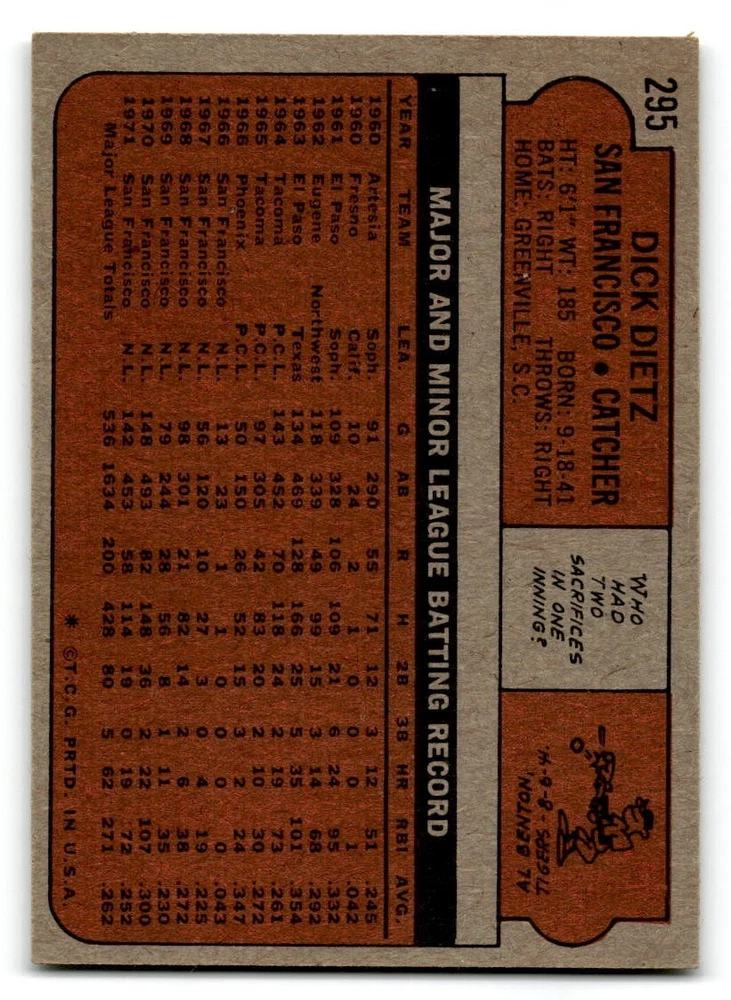 295
DICK DIETZ
SAN FRANCISCO • CATCHER
HT: 6'1" WT: 185 BORN: 9-18-41
BATS: RIGHT THROWS: RIGHT
HOME: GREENVILLE, S.C.
WHO
HAD
TWO
SACRIFICES
IN ONE
INNING?
AL BENTON,
TIGERS-8-6-41.
MAJOR AND MINOR LEAGUE BATTING RECORD
YEAR TEAM LEA. G AB R H 2B 3B HR RBI AVG.
1960 Artesia Soph. 91 290 55 71 12 3 12 51 .245
1960 Fresno Calif. 10 24 2 1 0 0 0 1 .042
1961 El Paso Soph. 109 328 106 109 21 6 24 95 .332
1962 Eugene Northwest 118 339 49 99 15 3 14 68 .292
1963 El Paso Texas 134 469 128 166 25 5 35 101 .354
1964 Tacoma P.C.L. 143 452 70 118 24 2 19 73 .261
1965 Tacoma P.C.L. 97 305 42 83 20 2 10 30 .272
1966 Phoenix P.C.L. 50 150 26 52 15 3 2 24 .347
1966 San Francisco N.L. 13 23 1 1 0 0 0 0 .043
1967 San Francisco N.L. 56 120 10 27 3 0 4 19 .225
1968 San Francisco N.L. 98 301 21 82 14 2 6 38 .272
1969 San Francisco N.L. 79 244 28 56 8 1 11 35 .230
1970 San Francisco N.L. 148 493 82 148 36 2 22 107 .300
1971 San Francisco N.L. 142 453 58 114 19 0 19 72 .252
Major League Totals 536 1634 200 428 80 5 62 271 .262
* ©T.C.G. PRTD. IN U.S.A.